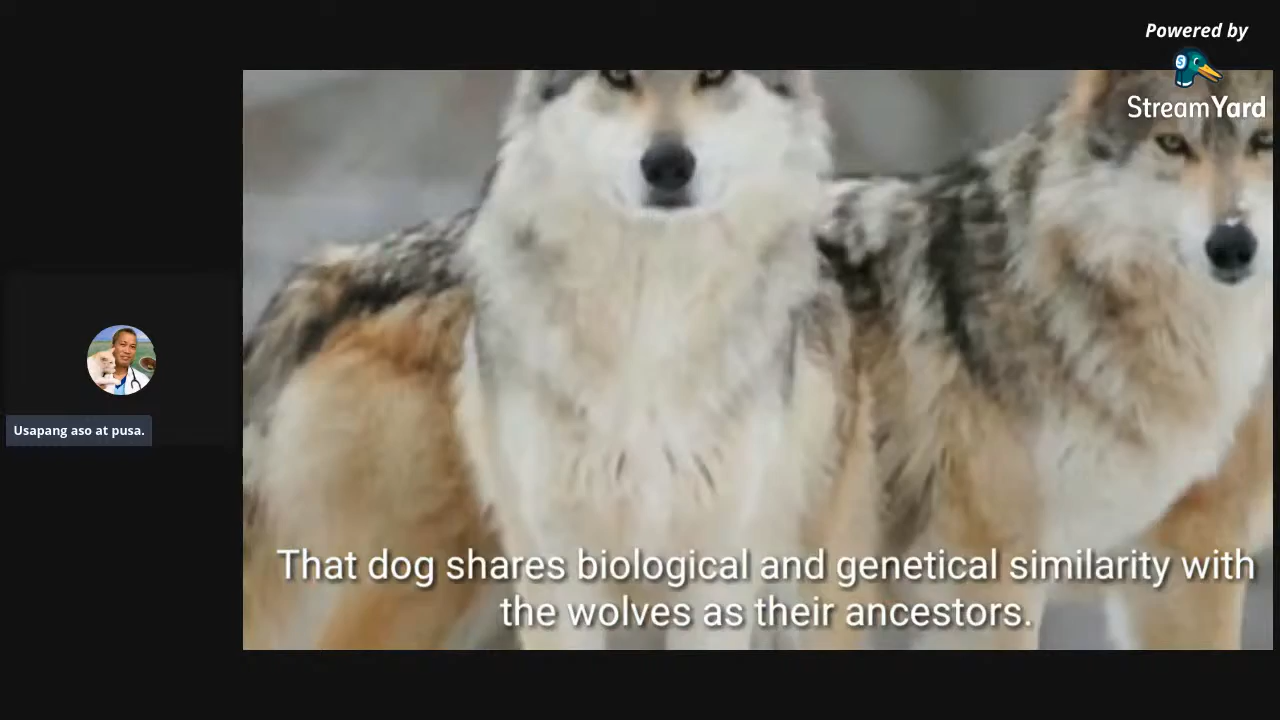 Powered by
StreamYard
Usapang aso at pusa.
That dog shares biological and genetical similarity with
the wolves as their ancestors.